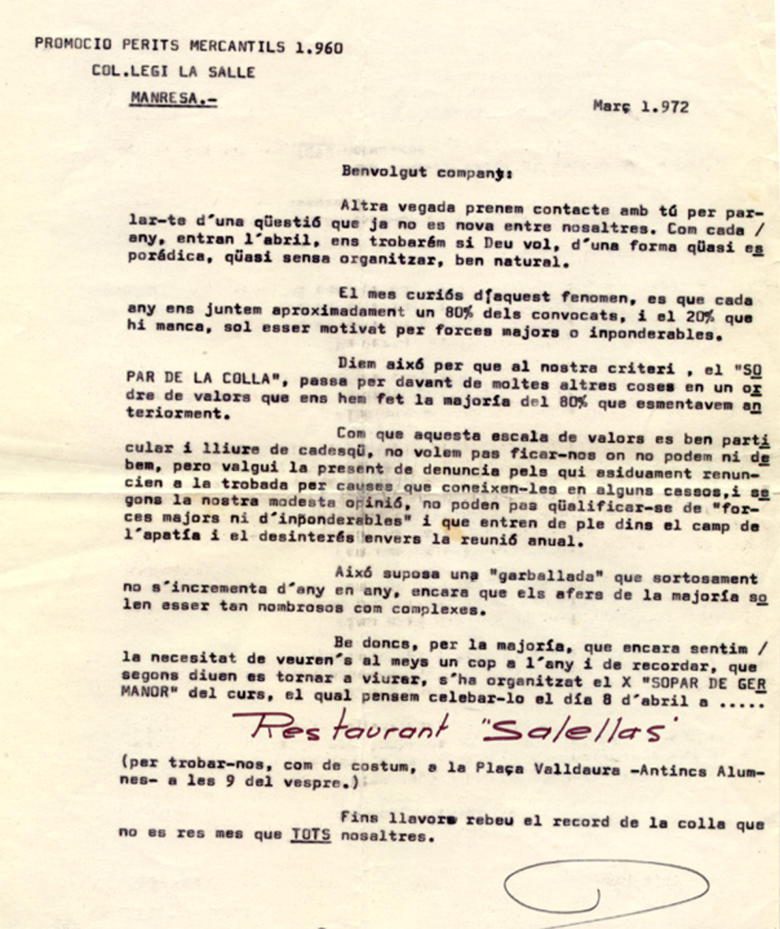 PROMOCIO PERITS MERCANTILS 1.960
COL.LEGI LA SALLE
MANRESA.-
Març 1.972
Benvolgut company:
Altra vegada prenem contacte amb tú per par-
lar-te d´una qüestió que ja no es nova entre nosaltres. Com cada /
any, entran l´abril, ens trobarém si Deu vol, d´una forma qüasi es
porádica, qüasi sensa organitzar, ben natural.
El mes curiós d´aquest fenomen, es que cada
any ens juntem aproximadament un 80% dels convocats, i el 20% que
hi manca, sol esser motivat per forces majors o inponderables.
Diem aixó per que al nostra criteri , el "SO
PAR DE LA COLLA", passa per davant de moltes altres coses en un or
dre de valors que ens hem fet la majoría del 80% que esmentavem an
teriorment.
Com que aquesta escala de valors es ben parti
cular i lliure de cadesqü, no volem pas ficar-nos on no podem ni de
bem, pero valgui la present de denuncia pels qui asiduament renun-
cien a la trobada per causes que coneixen-les en alguns cassos,i se
gons la nostra modesta opinió, no poden pas qüalificar-se de "for-
ces majors ni d´inponderables" i que entren de ple dins el camp de
l´apatía i el desinterés envers la reunió anual.
Aixó suposa una "garballada" que sortosament
no s´incrementa d´any en any, encara que els afers de la majoría so
len esser tan nombrosos com complexes.
Be doncs, per la majoría, que encara sentim /
la necesitat de veuren´s al meys un cop a l´any i de recordar, que
segons diuen es tornar a viurar, s´ha organitzat el X "SOPAR DE GER
MANOR" del curs, el qual pensem celebar-lo el día 8 d´abril a .....
Restaurant "Salellas"
(per trobar-nos, com de costum, a la Plaça Valldaura -Antincs Alum-
nes- a les 9 del vespre.)
Fins llavors rebeu el record de la colla que
no es res mes que TOTS nosaltres.